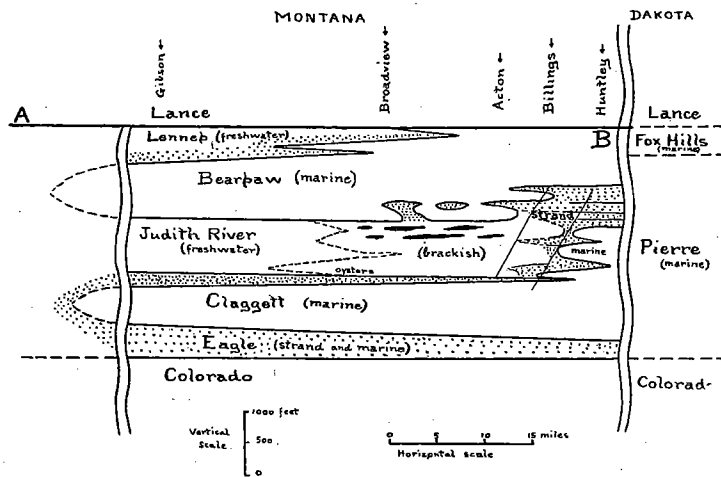 MONTANA
DAKOTA
Gibson ←
Broadview ←
Acton ←
Billings ←
Huntley ←
A
Lance
Lance
Lennep (freshwater)
B
Fox Hills
(marine)
Bearpaw (marine)
strand
Judith River
(freshwater)
(brackish)
marine
Pierre
(marine)
oysters
Claggett (marine)
Eagle (strand and marine)
Colorado
Colorad-
1000 feet
Vertical
Scale
500
0
0 5 10 15 miles
Horizontal scale